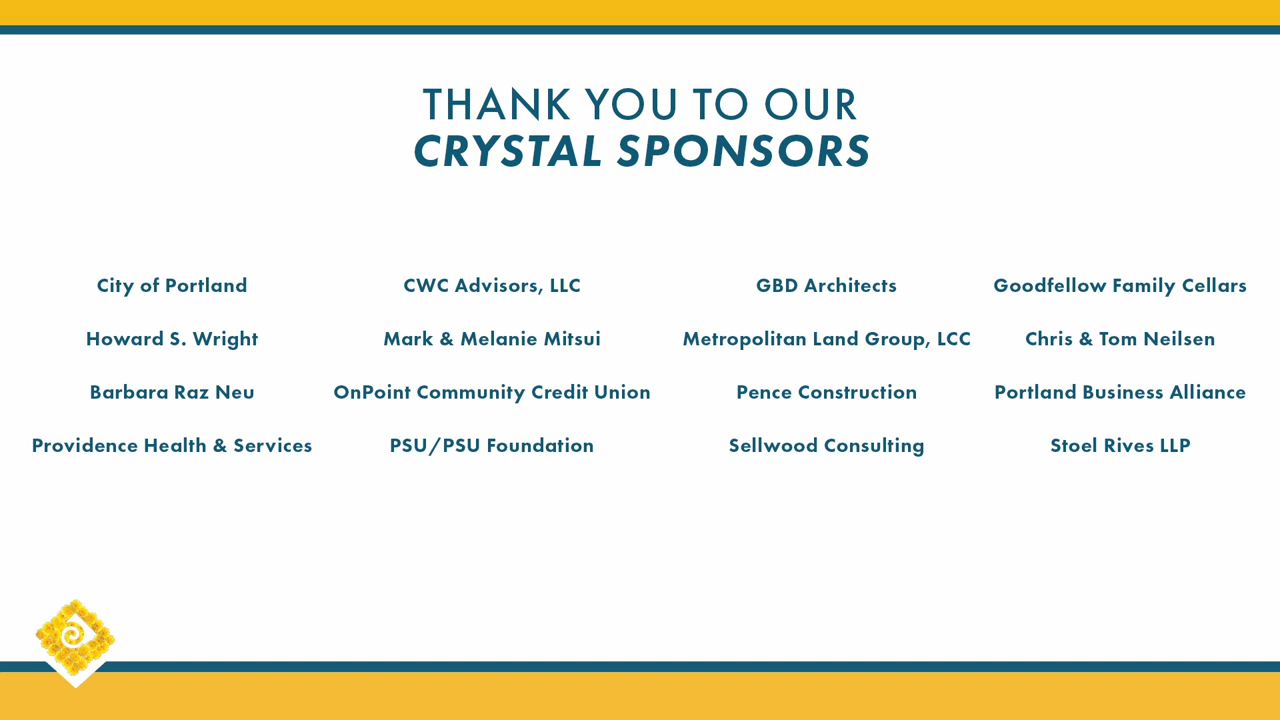 THANK YOU TO OUR
CRYSTAL SPONSORS
City of Portland CWC Advisors, LLC GBD Architects Goodfellow Family Cellars
Howard S. Wright Mark & Melanie Mitsui Metropolitan Land Group, LCC Chris & Tom Neilsen
Barbara Raz Neu OnPoint Community Credit Union Pence Construction Portland Business Alliance
Providence Health & Services PSU/PSU Foundation Sellwood Consulting Stoel Rives LLP